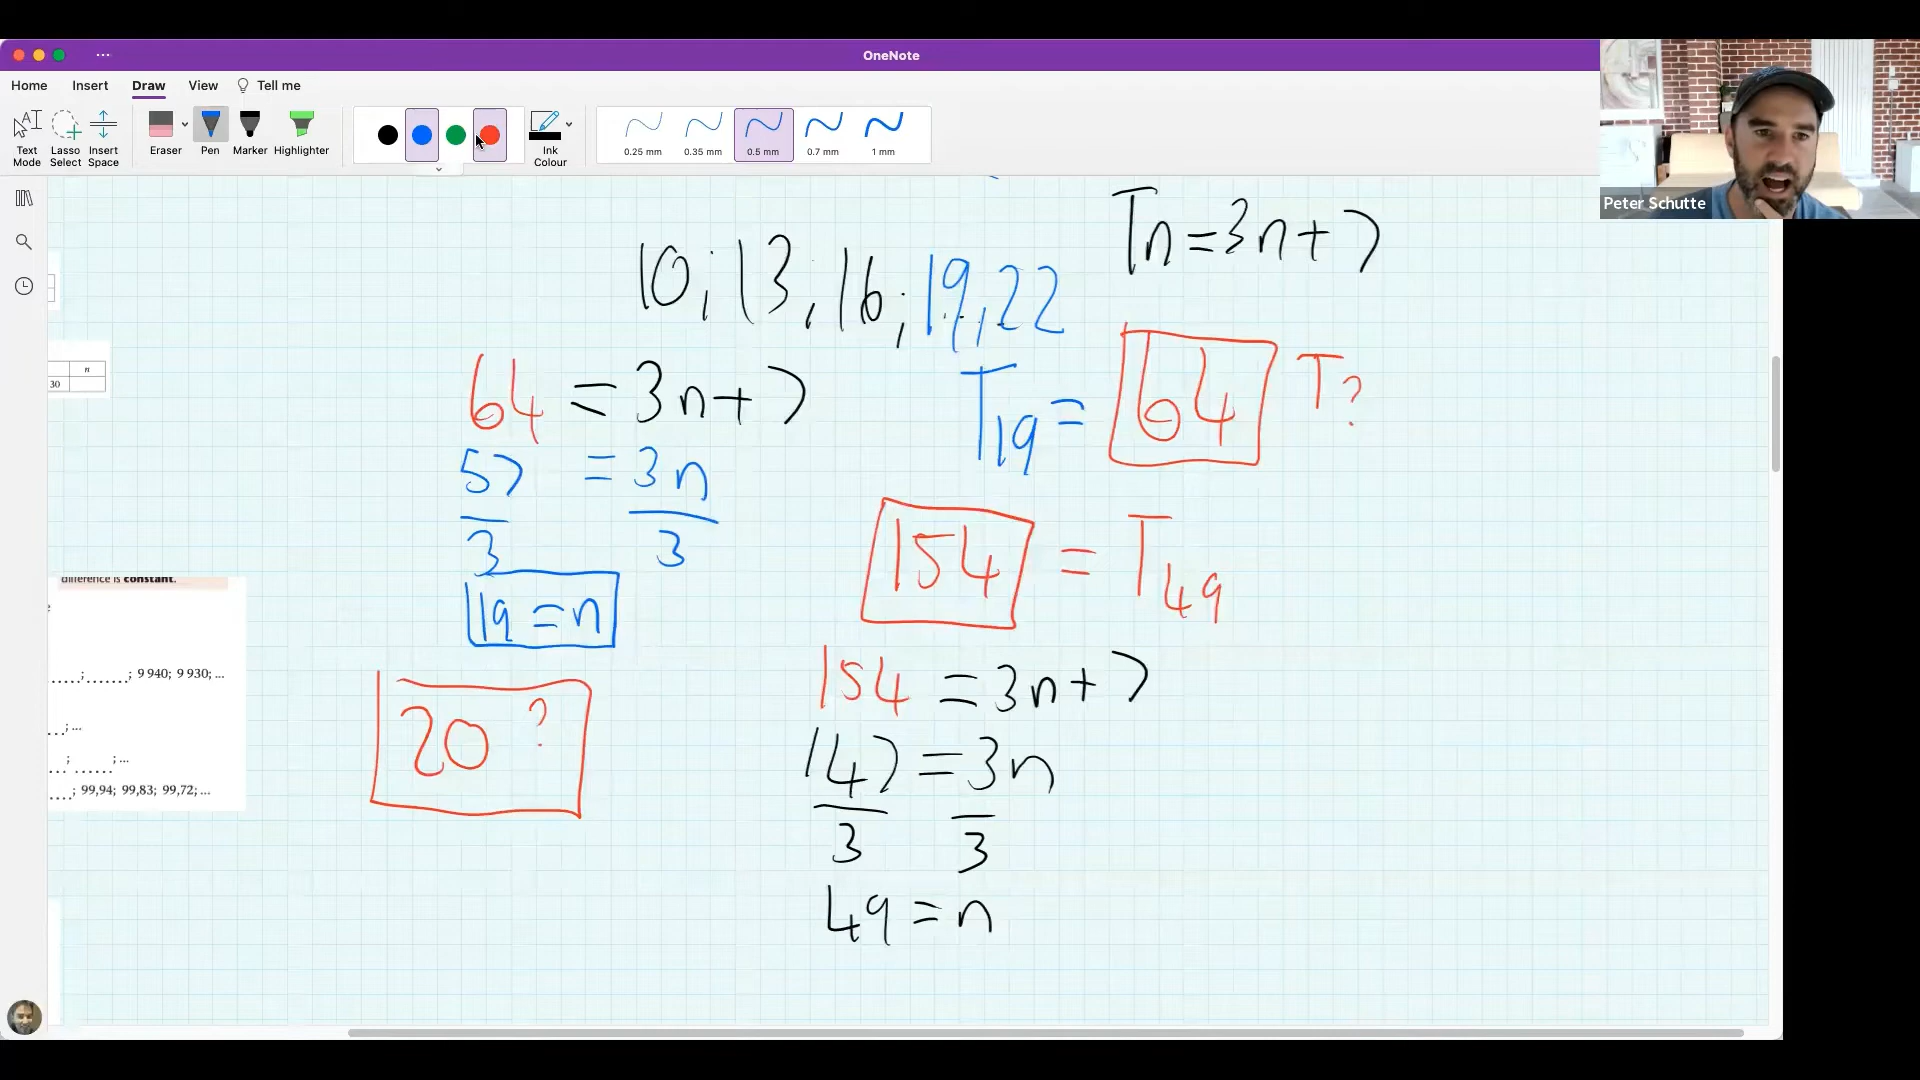 OneNote
Home Insert Draw View Tell me
Text Mode
Lasso Select
Insert Space
Eraser
Pen
Marker
Highlighter
Ink Colour
0.25 mm
0.35 mm
0.5 mm
0.7 mm
1 mm
Peter Schutte
Tn = 3n + 7
10; 13, 16; 19, 22
64 = 3n + 7
T19 = 64 T?
57 = 3n
3 3
19 = n
154 = T49
154 = 3n + 7
147 = 3n
3 3
49 = n
20 ?
n
30
difference is constant.
.....;.......; 9 940; 9 930; ...
...; ...
; ......; ...
....; 99,94; 99,83; 99,72; ...